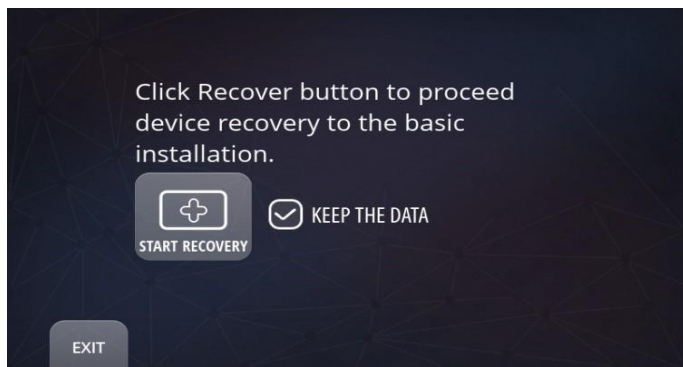 Click Recover button to proceed
device recovery to the basic
installation.
START RECOVERY
KEEP THE DATA
EXIT